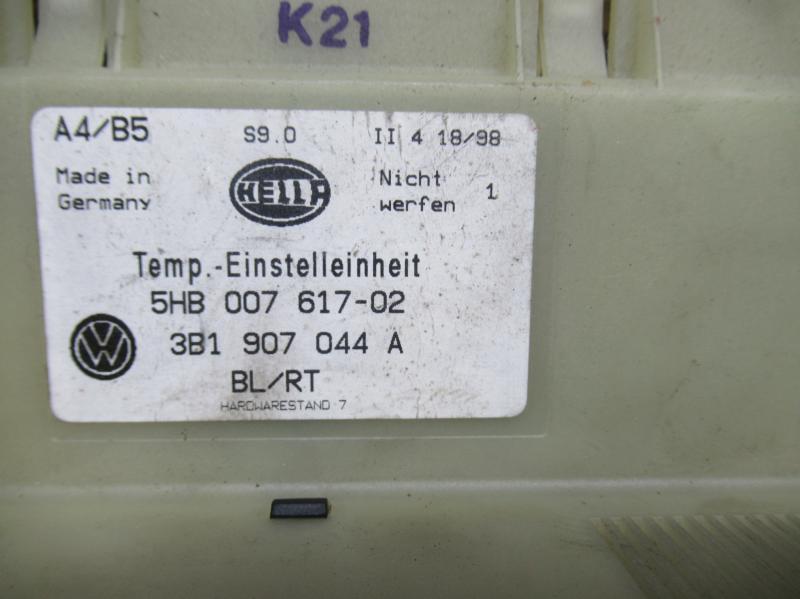 K21
A4/B5 S9.0 II 4 18/98
Made in Germany
HELLA
Nicht werfen 1
Temp.-Einstelleinheit
5HB 007 617-02
VW
3B1 907 044 A
BL/RT
HARDWARESTAND 7